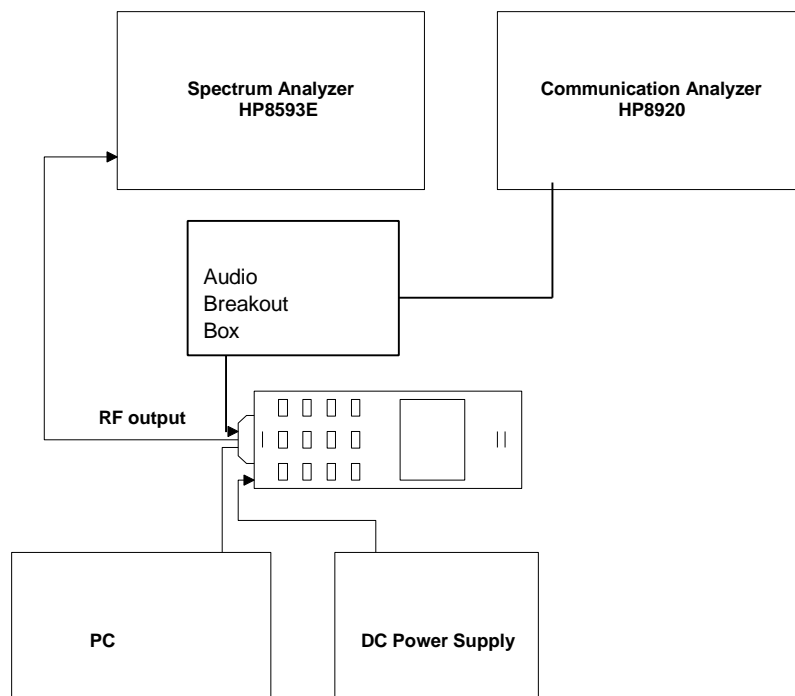 Spectrum Analyzer
HP8593E
Communication Analyzer
HP8920
Audio
Breakout
Box
RF output
PC
DC Power Supply